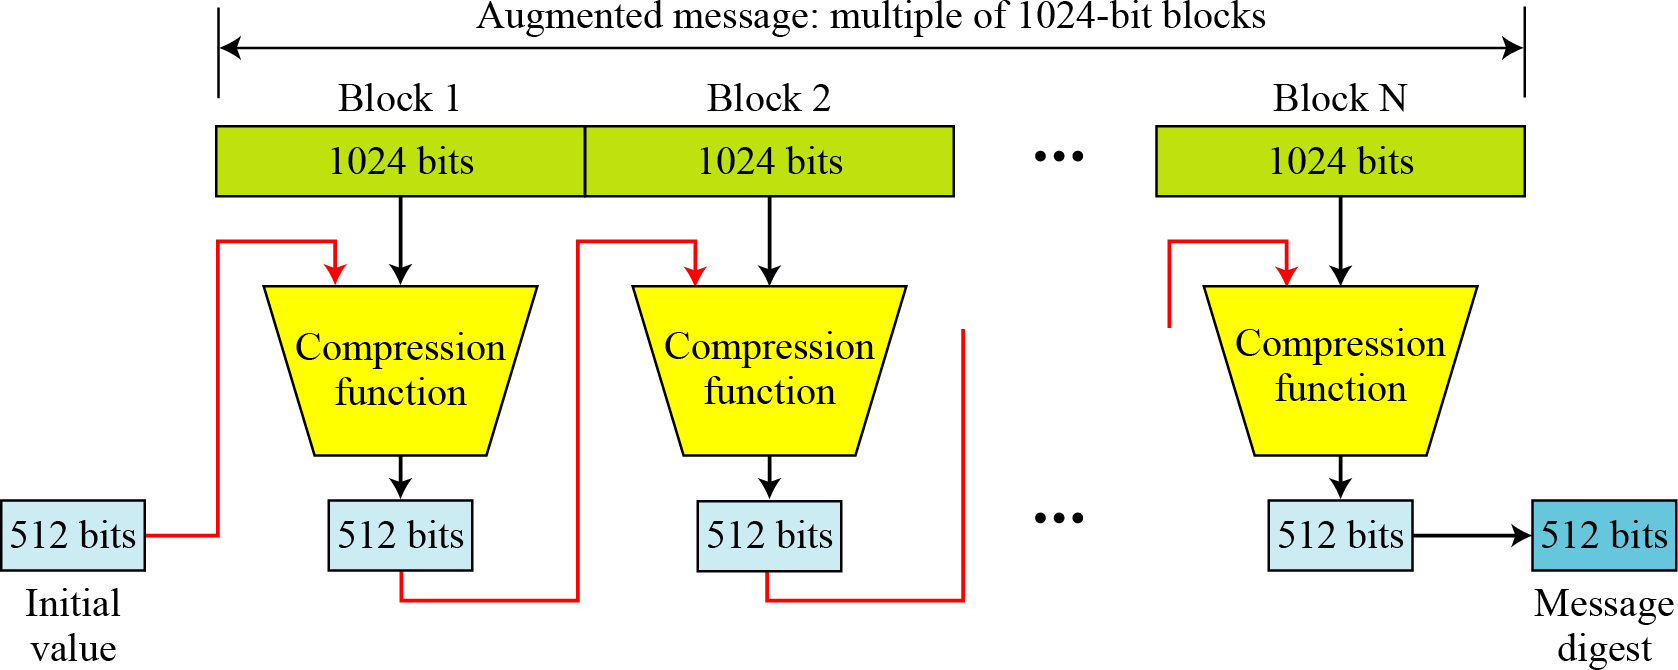 Augmented message: multiple of 1024-bit blocks
Block 1
Block 2
Block N
1024 bits
1024 bits
•••
1024 bits
Compression
function
Compression
function
Compression
function
512 bits
512 bits
512 bits
•••
512 bits
512 bits
Initial
value
Message
digest